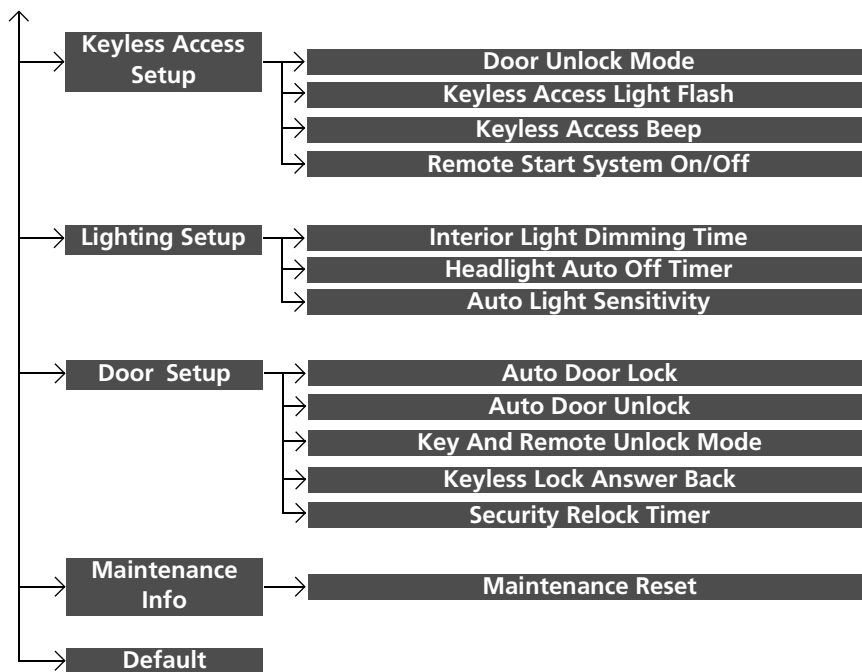 Keyless Access
Setup
Door Unlock Mode
Keyless Access Light Flash
Keyless Access Beep
Remote Start System On/Off
Lighting Setup
Interior Light Dimming Time
Headlight Auto Off Timer
Auto Light Sensitivity
Door Setup
Auto Door Lock
Auto Door Unlock
Key And Remote Unlock Mode
Keyless Lock Answer Back
Security Relock Timer
Maintenance
Info
Maintenance Reset
Default